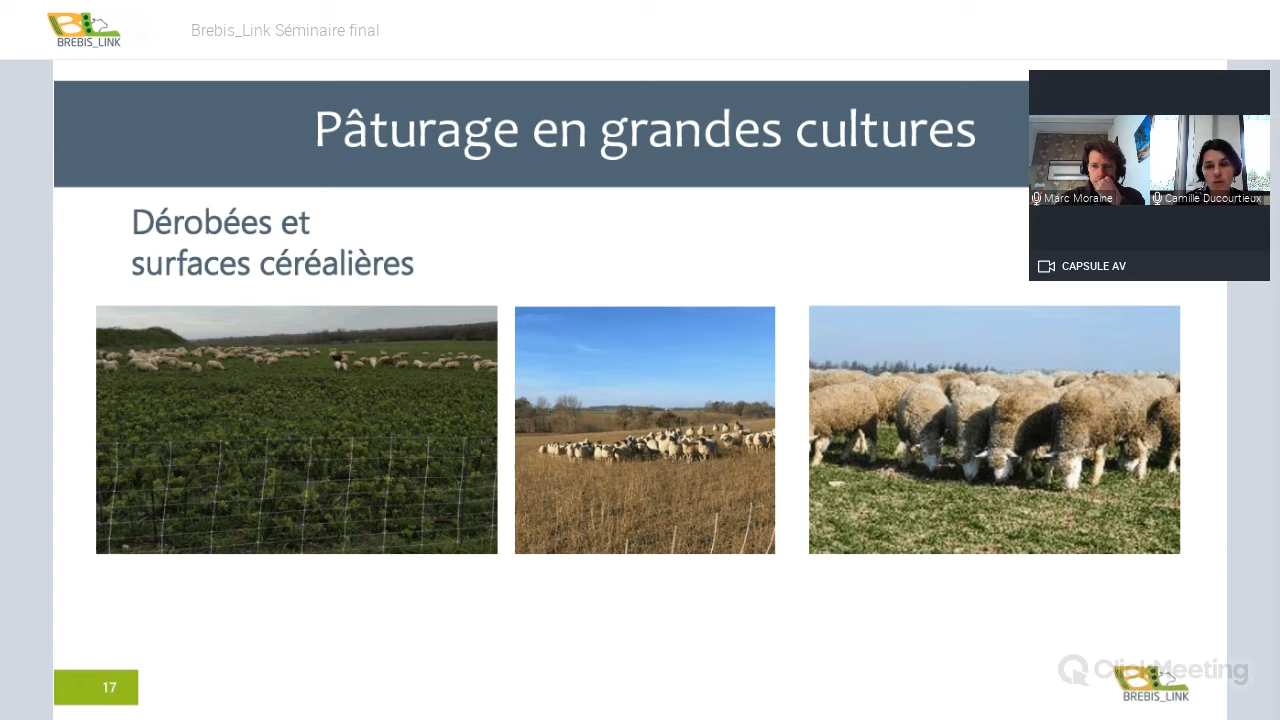 BREBIS_LINK
Brebis_Link Séminaire final
Pâturage en grandes cultures
Marc Moraine
Camille Ducourtieux
CAPSULE AV
Dérobées et
surfaces céréalières
17
ClickMeeting
BREBIS_LINK